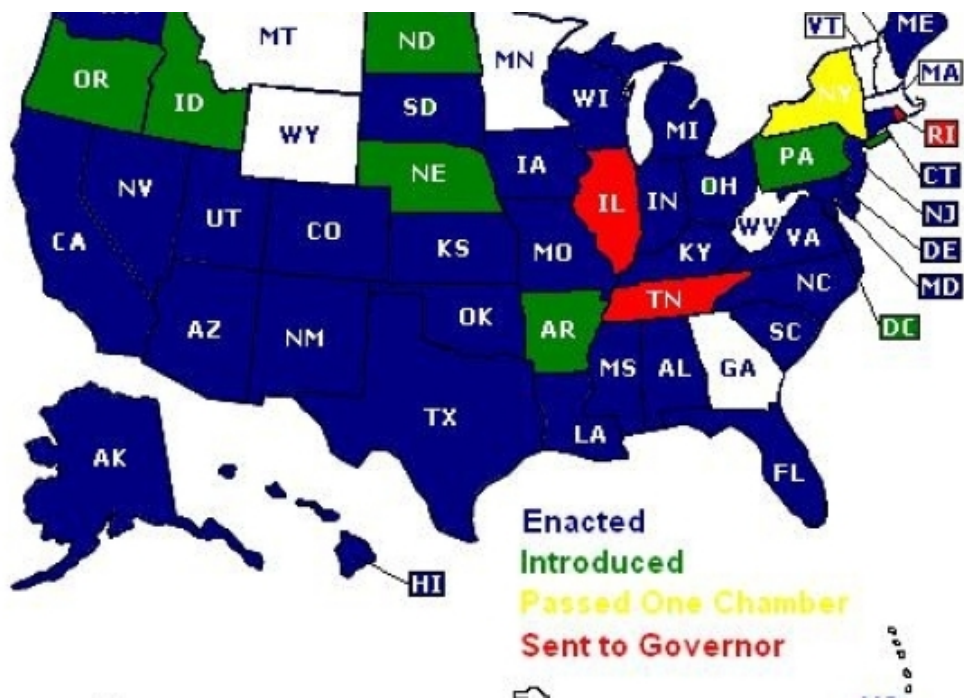 VT
ME
MT
ND
MN
MA
OR
ID
SD
WI
NY
WY
MI
RI
IA
PA
NE
CT
NV
IL
IN
OH
NJ
UT
CO
MO
WV
VA
CA
KS
KY
DE
NC
MD
AZ
NM
OK
AR
TN
SC
DC
MS
AL
GA
TX
LA
AK
FL
Enacted
Introduced
HI
Passed One Chamber
Sent to Governor